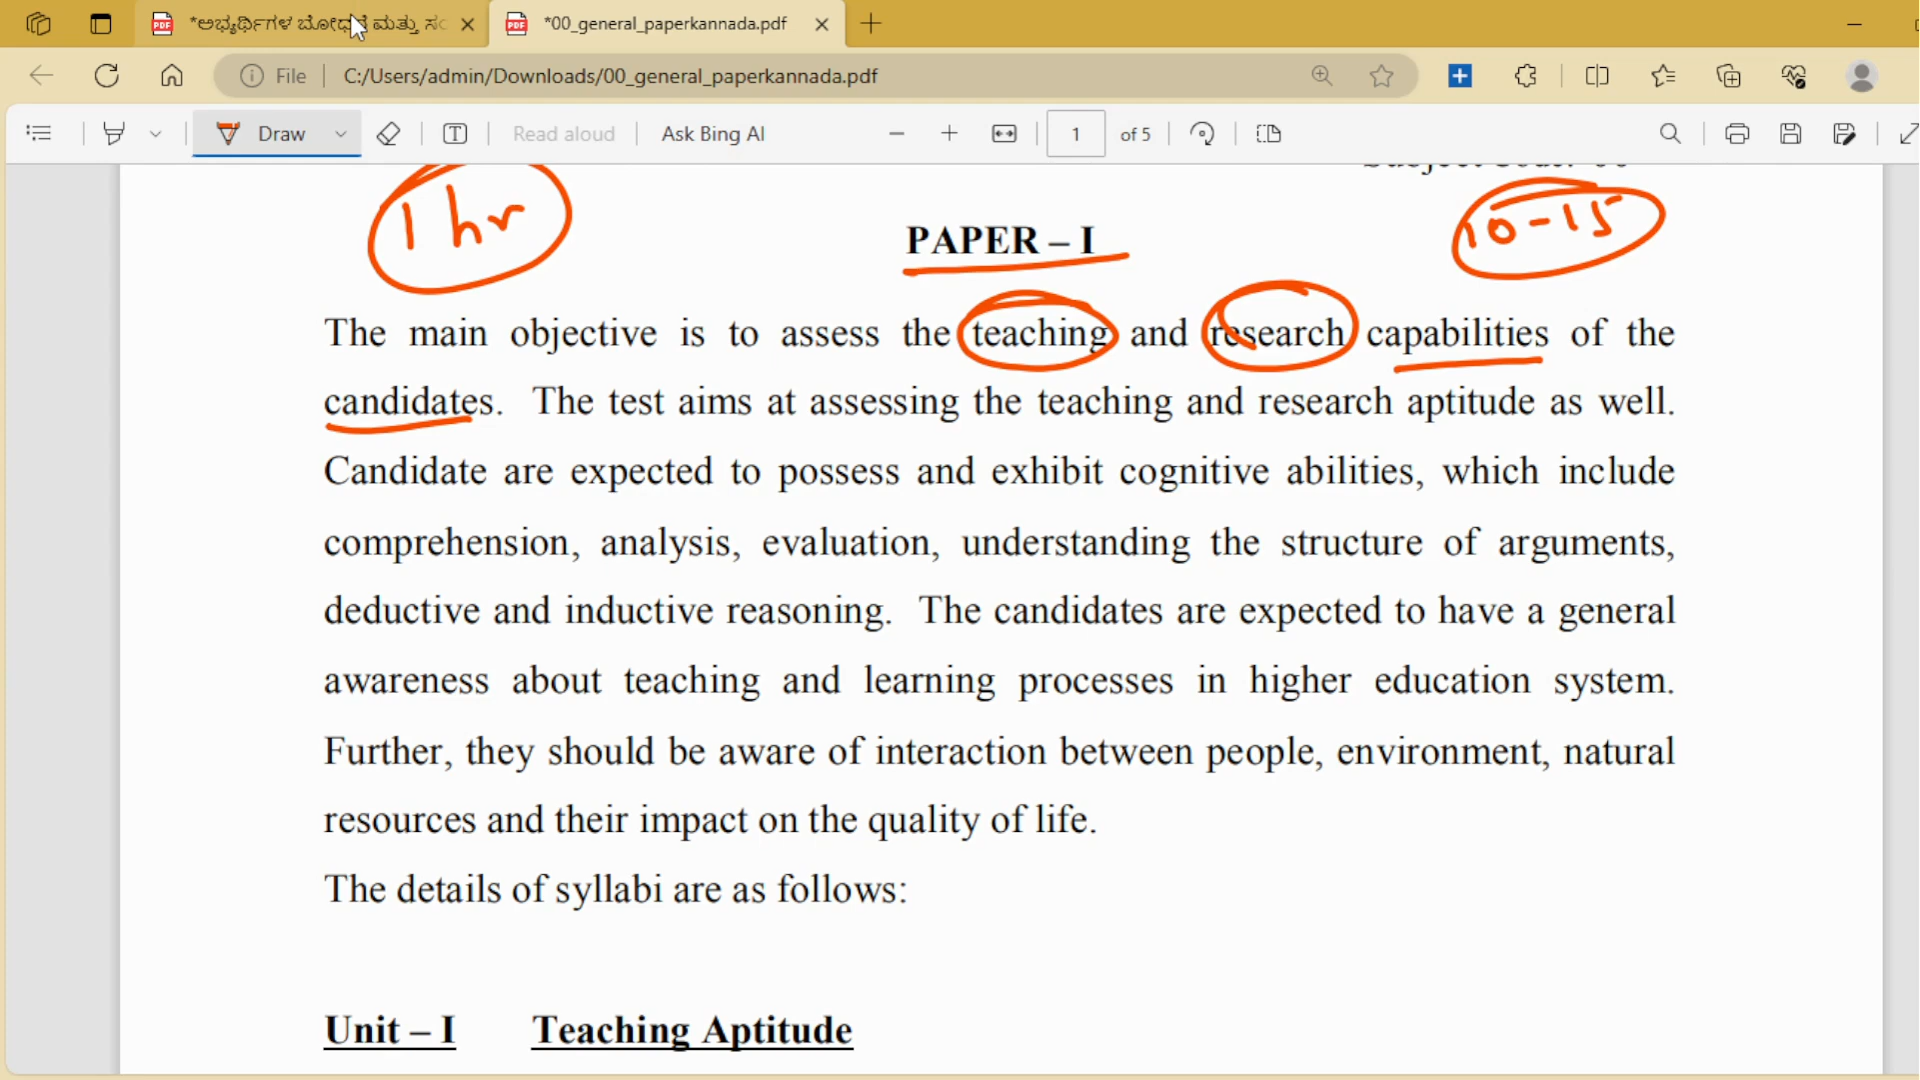 *ಅಭ್ಯರ್ಥಿಗಳ ಬೋಧನೆ ಮತ್ತು ಸಂ
*00_general_paperkannada.pdf
File C:/Users/admin/Downloads/00_general_paperkannada.pdf
Draw Read aloud Ask Bing AI 1 of 5
1 hr
10-15
PAPER – I
The main objective is to assess the teaching and research capabilities of the
candidates. The test aims at assessing the teaching and research aptitude as well.
Candidate are expected to possess and exhibit cognitive abilities, which include
comprehension, analysis, evaluation, understanding the structure of arguments,
deductive and inductive reasoning. The candidates are expected to have a general
awareness about teaching and learning processes in higher education system.
Further, they should be aware of interaction between people, environment, natural
resources and their impact on the quality of life.
The details of syllabi are as follows:
Unit – I Teaching Aptitude